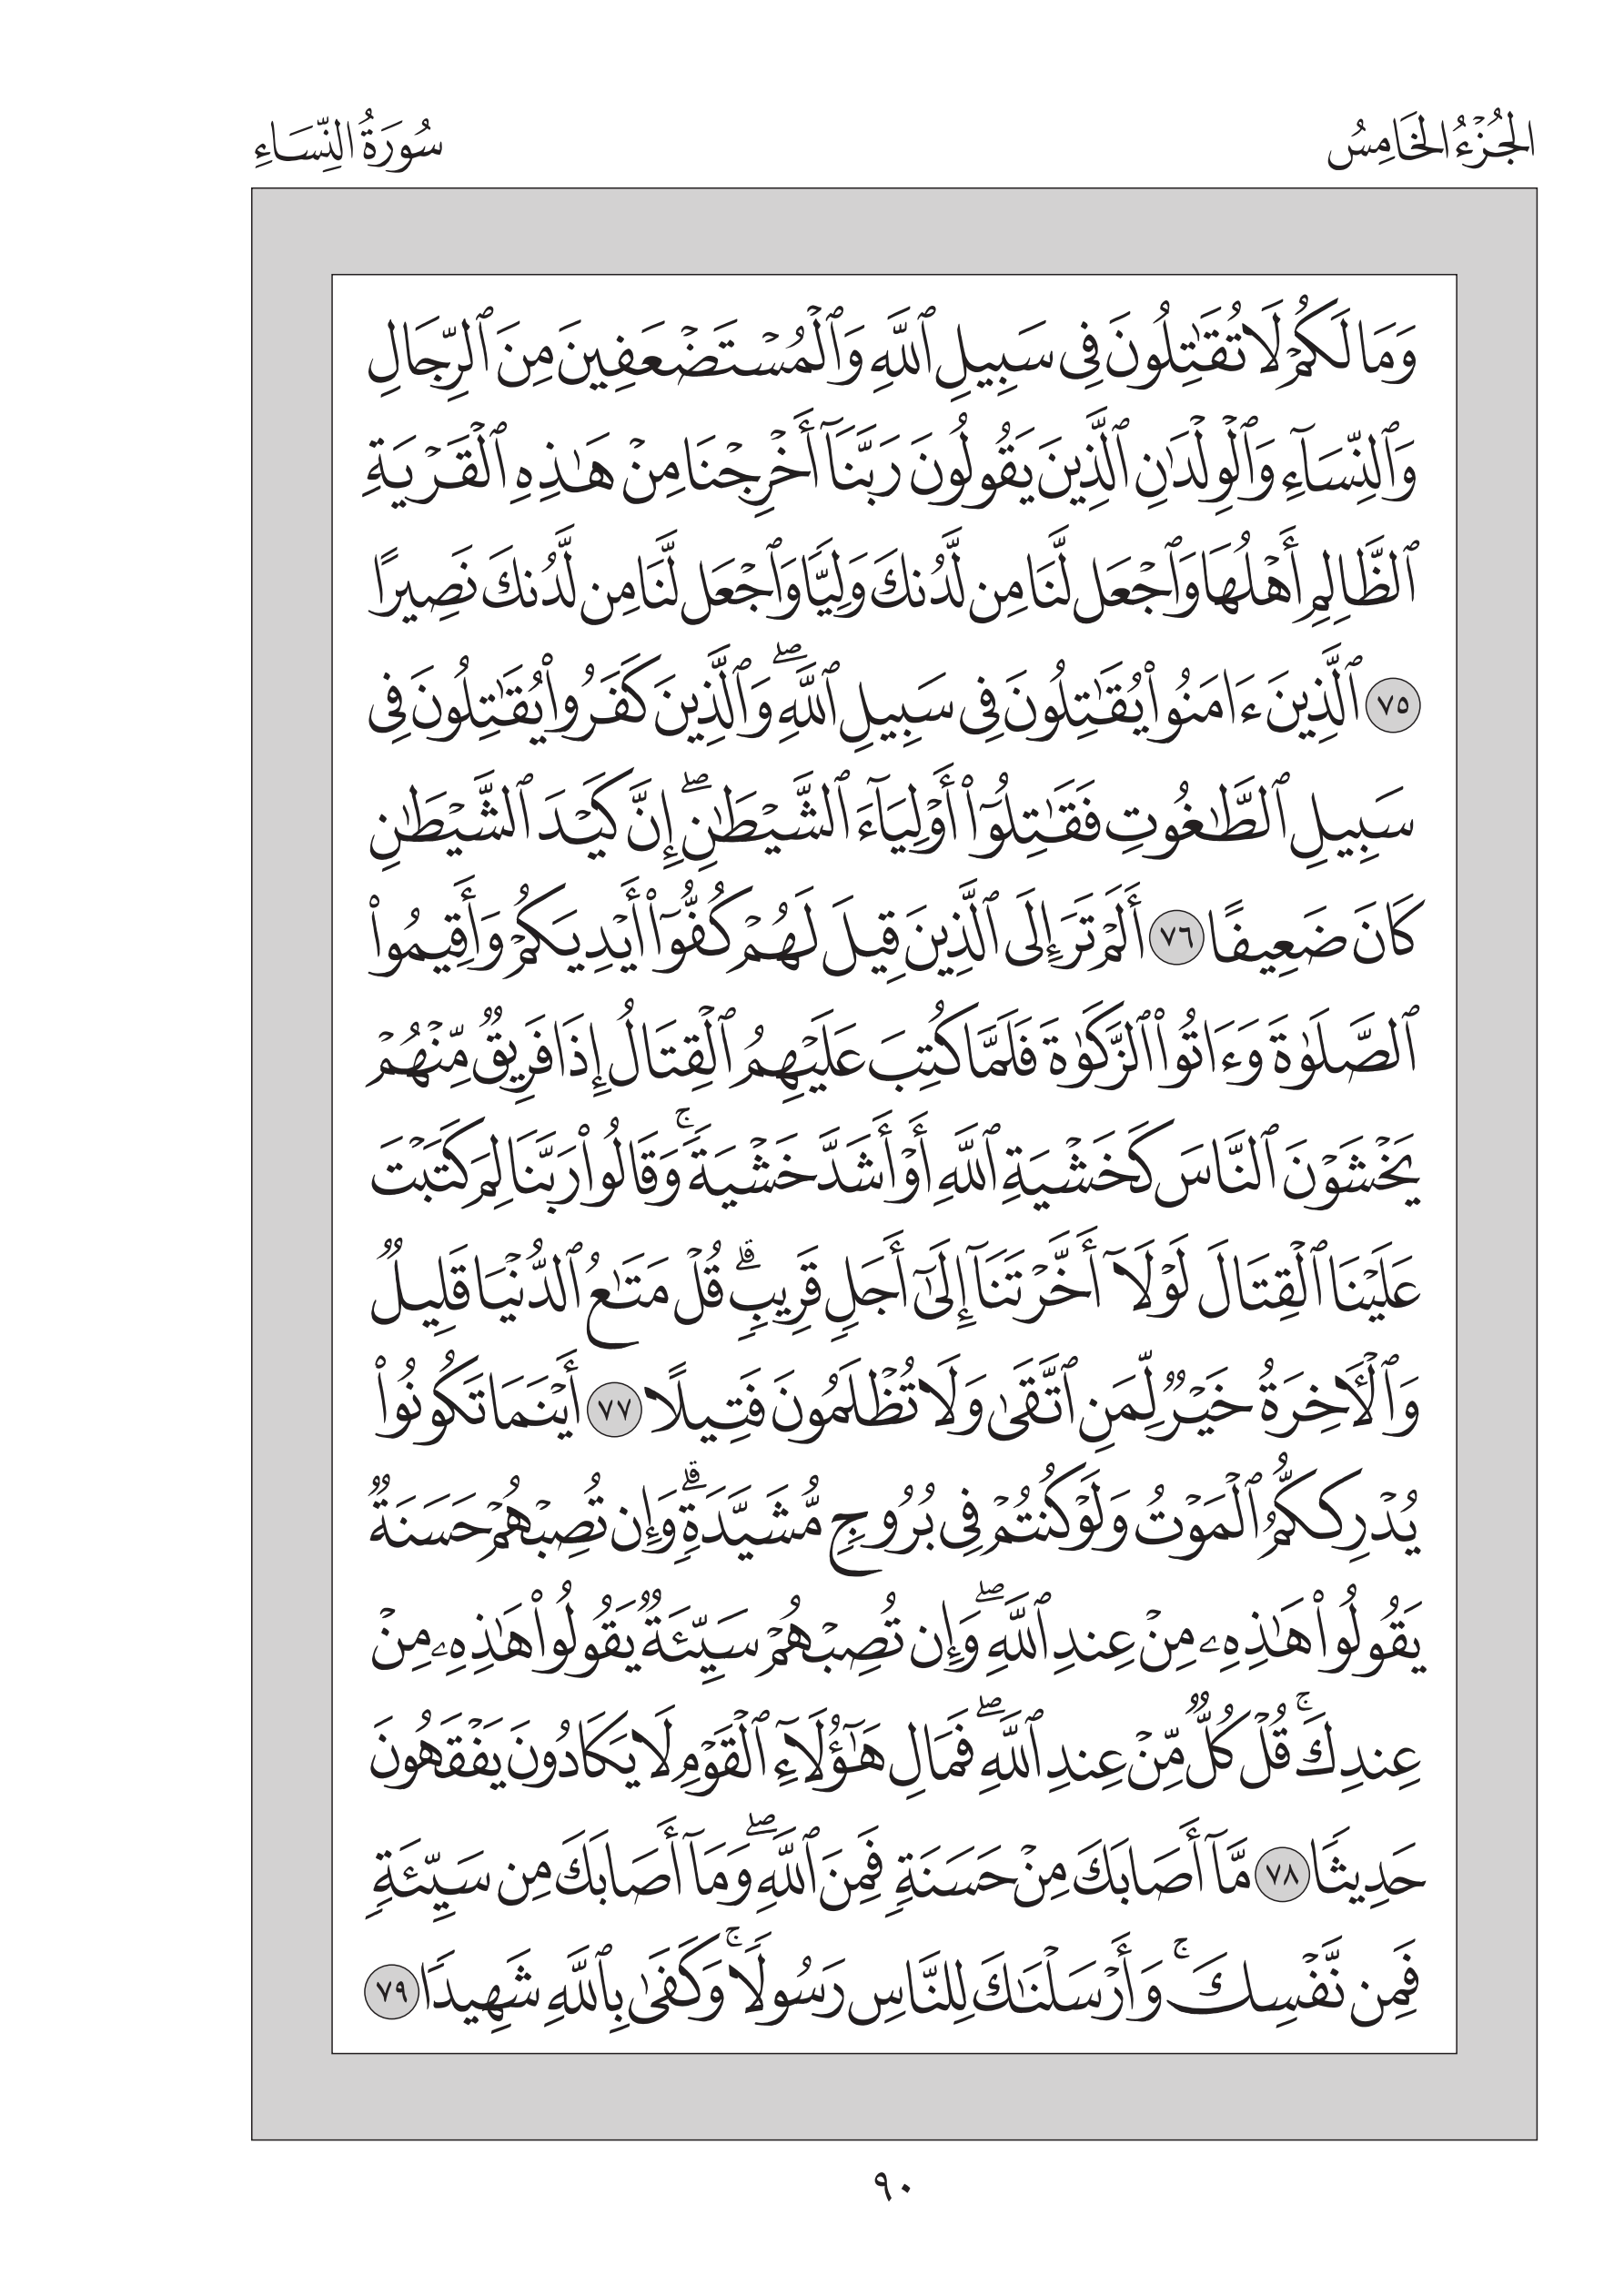 الجُزْءُ الخَامِسُ
سُورَةُ النِّسَاءِ
وَمَا لَكُمْ لَا تُقَٰتِلُونَ فِى سَبِيلِ ٱللَّهِ وَٱلْمُسْتَضْعَفِينَ مِنَ ٱلرِّجَالِ
وَٱلنِّسَآءِ وَٱلْوِلْدَٰنِ ٱلَّذِينَ يَقُولُونَ رَبَّنَآ أَخْرِجْنَا مِنْ هَٰذِهِ ٱلْقَرْيَةِ
ٱلظَّالِمِ أَهْلُهَا وَٱجْعَل لَّنَا مِن لَّدُنكَ وَلِيًّا وَٱجْعَل لَّنَا مِن لَّدُنكَ نَصِيرًا
٧٥ ٱلَّذِينَ ءَامَنُوا۟ يُقَٰتِلُونَ فِى سَبِيلِ ٱللَّهِۖ وَٱلَّذِينَ كَفَرُوا۟ يُقَٰتِلُونَ فِى
سَبِيلِ ٱلطَّٰغُوتِ فَقَٰتِلُوٓا۟ أَوْلِيَآءَ ٱلشَّيْطَٰنِۖ إِنَّ كَيْدَ ٱلشَّيْطَٰنِ
كَانَ ضَعِيفًا ٧٦ أَلَمْ تَرَ إِلَى ٱلَّذِينَ قِيلَ لَهُمْ كُفُّوٓا۟ أَيْدِيَكُمْ وَأَقِيمُوا۟
ٱلصَّلَوٰةَ وَءَاتُوا۟ ٱلزَّكَوٰةَ فَلَمَّا كُتِبَ عَلَيْهِمُ ٱلْقِتَالُ إِذَا فَرِيقٌ مِّنْهُمْ
يَخْشَوْنَ ٱلنَّاسَ كَخَشْيَةِ ٱللَّهِ أَوْ أَشَدَّ خَشْيَةًۚ وَقَالُوا۟ رَبَّنَا لِمَ كَتَبْتَ
عَلَيْنَا ٱلْقِتَالَ لَوْلَآ أَخَّرْتَنَآ إِلَىٰٓ أَجَلٍ قَرِيبٍۗ قُلْ مَتَٰعُ ٱلدُّنْيَا قَلِيلٌ
وَٱلْأَخِرَةُ خَيْرٌ لِّمَنِ ٱتَّقَىٰ وَلَا تُظْلَمُونَ فَتِيلًا ٧٧ أَيْنَمَا تَكُونُوا۟
يُدْرِككُّمُ ٱلْمَوْتُ وَلَوْ كُنتُمْ فِى بُرُوجٍ مُّشَيَّدَةٍۗ وَإِن تُصِبْهُمْ حَسَنَةٌ
يَقُولُوا۟ هَٰذِهِۦ مِنْ عِندِ ٱللَّهِۖ وَإِن تُصِبْهُمْ سَيِّئَةٌ يَقُولُوا۟ هَٰذِهِۦ مِنْ
عِندِكَۚ قُلْ كُلٌّ مِّنْ عِندِ ٱللَّهِۖ فَمَالِ هَٰٓؤُلَآءِ ٱلْقَوْمِ لَا يَكَادُونَ يَفْقَهُونَ
حَدِيثًا ٧٨ مَّآ أَصَابَكَ مِنْ حَسَنَةٍ فَمِنَ ٱللَّهِۖ وَمَآ أَصَابَكَ مِن سَيِّئَةٍ
فَمِن نَّفْسِكَۚ وَأَرْسَلْنَٰكَ لِلنَّاسِ رَسُولًاۚ وَكَفَىٰ بِٱللَّهِ شَهِيدًا ٧٩
٩٠